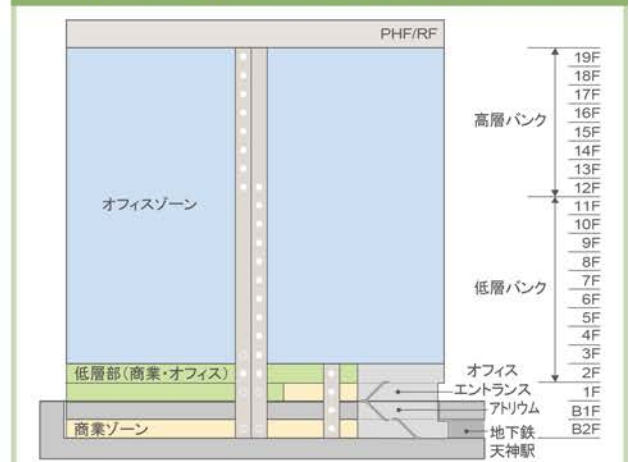 PHF/RF
19F
18F
17F
16F
15F
14F
13F
12F
11F
10F
9F
8F
7F
6F
5F
4F
3F
2F
1F
B1F
B2F
高層バンク
低層バンク
オフィスゾーン
低層部(商業・オフィス)
商業ゾーン
オフィス
エントランス
アトリウム
地下鉄
天神駅